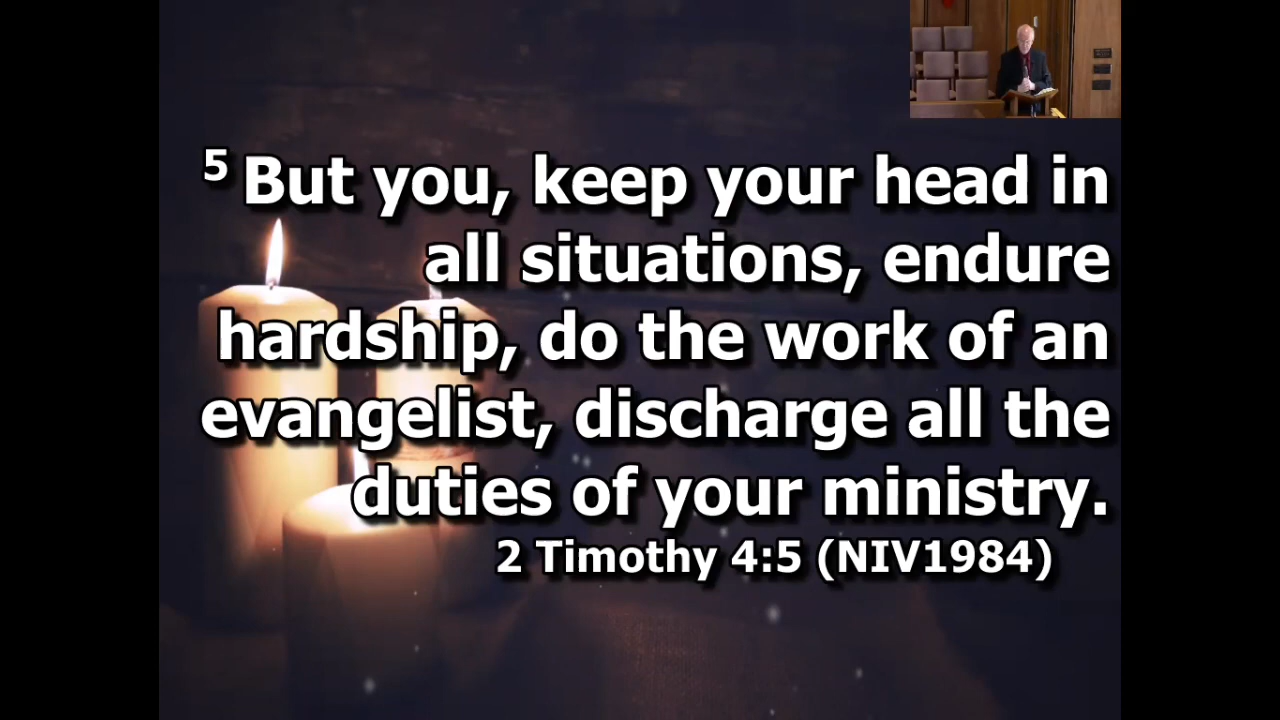 5 But you, keep your head in
all situations, endure
hardship, do the work of an
evangelist, discharge all the
duties of your ministry.
2 Timothy 4:5 (NIV1984)